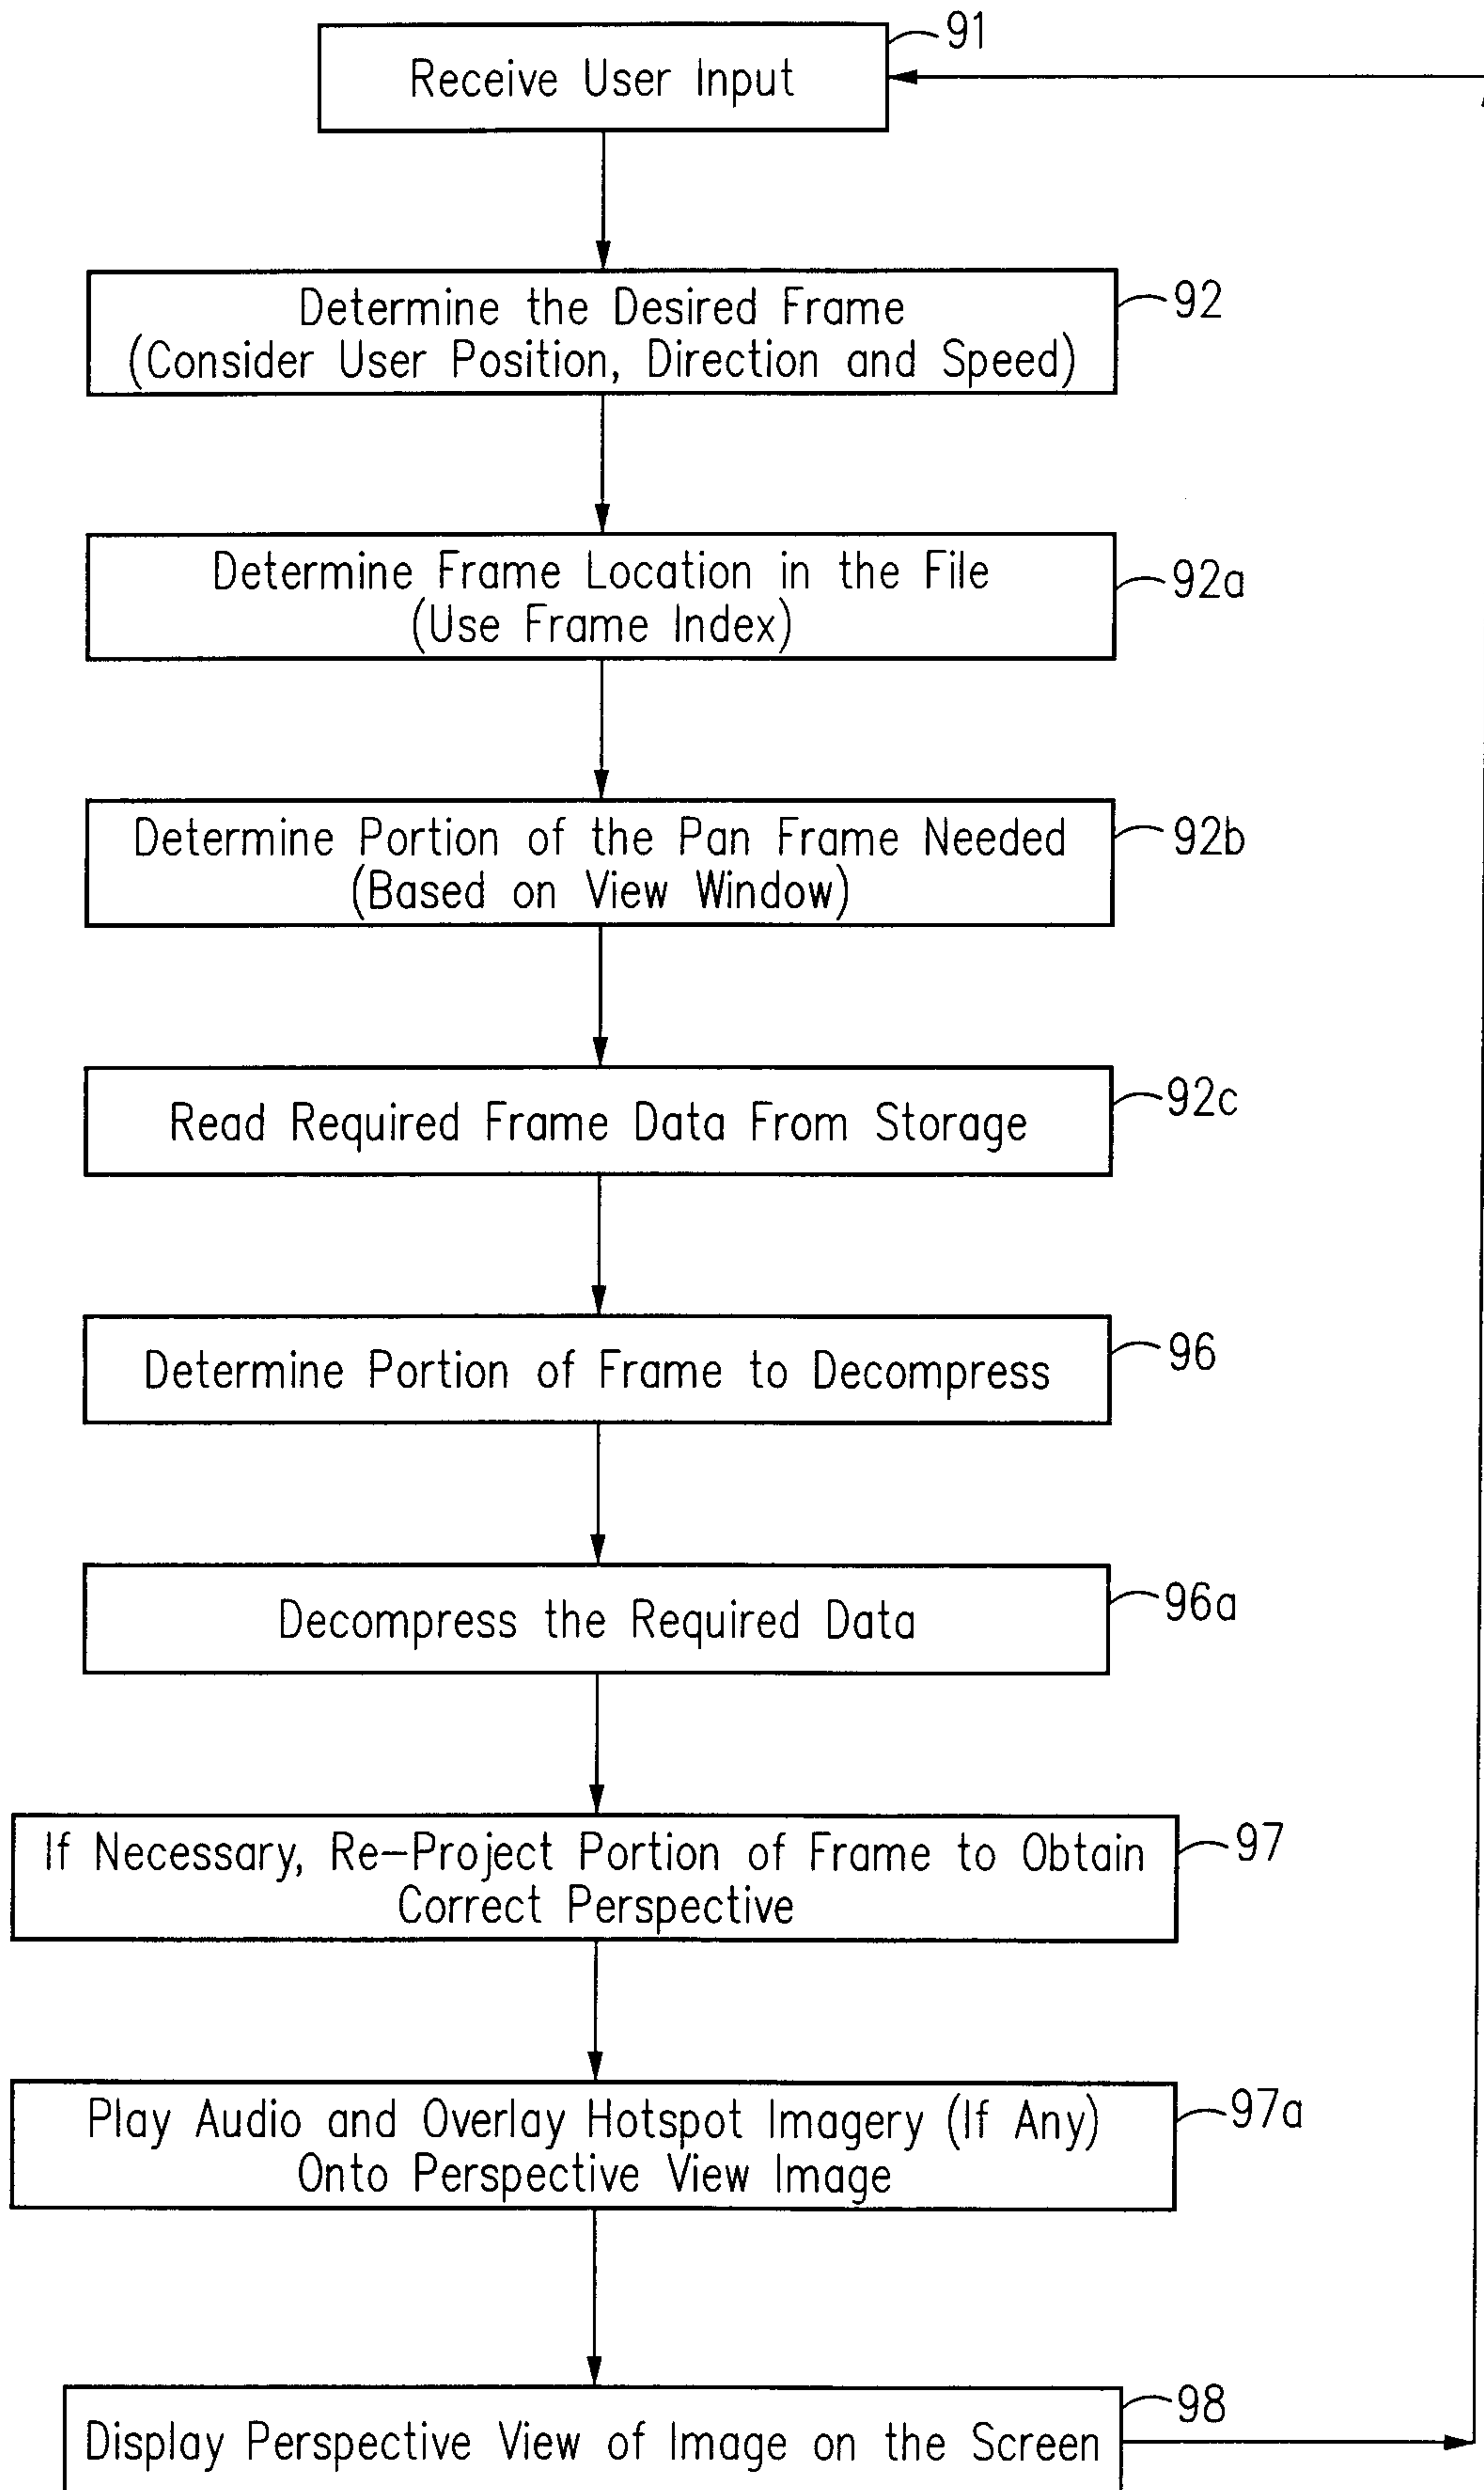 91
Receive User Input
92
Determine the Desired Frame
(Consider User Position, Direction and Speed)
92a
Determine Frame Location in the File
(Use Frame Index)
92b
Determine Portion of the Pan Frame Needed
(Based on View Window)
92c
Read Required Frame Data From Storage
96
Determine Portion of Frame to Decompress
96a
Decompress the Required Data
97
If Necessary, Re-Project Portion of Frame to Obtain
Correct Perspective
97a
Play Audio and Overlay Hotspot Imagery (If Any)
Onto Perspective View Image
98
Display Perspective View of Image on the Screen